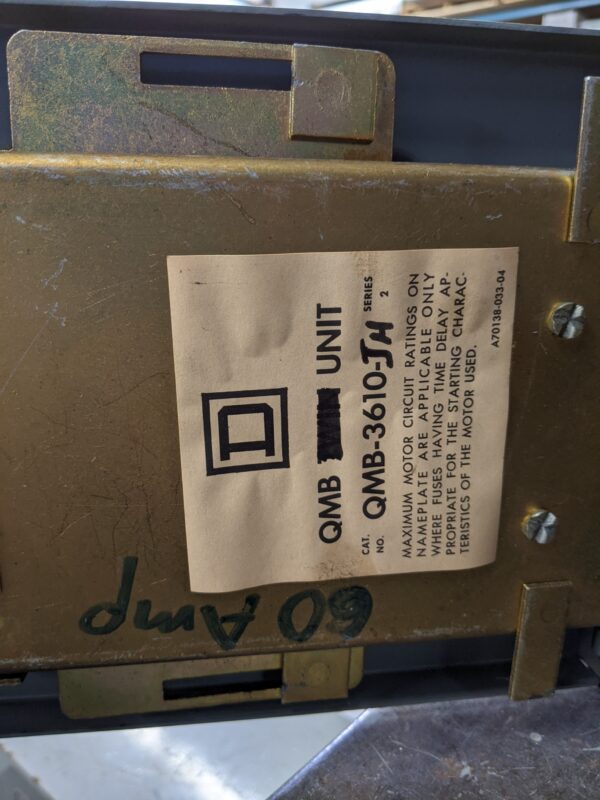 D
QMB UNIT
CAT.
NO. QMB-3610-JH SERIES
2
MAXIMUM MOTOR CIRCUIT RATINGS ON
NAMEPLATE ARE APPLICABLE ONLY
WHERE FUSES HAVING TIME DELAY AP-
PROPRIATE FOR THE STARTING CHARAC-
TERISTICS OF THE MOTOR USED.
A70138-033-04
60 Amp